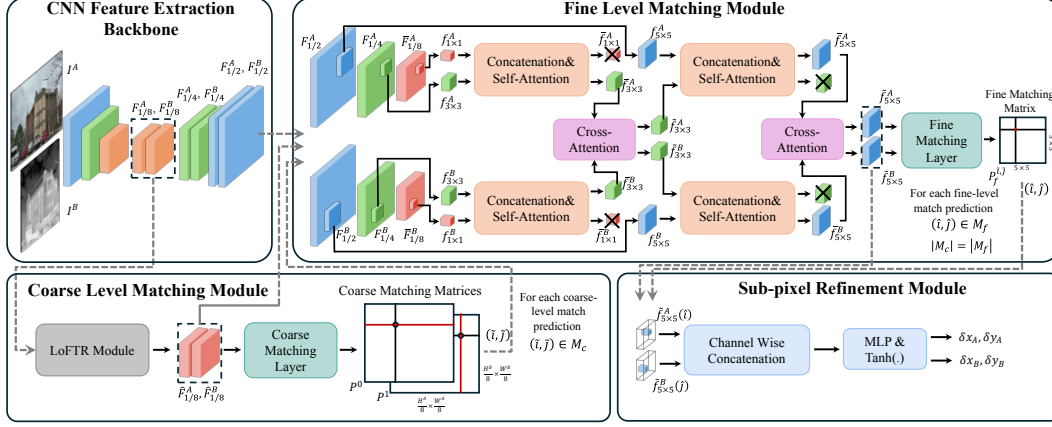 CNN Feature Extraction
Backbone
I^A
I^B
F^A_{1/8}, F^B_{1/8}
F^A_{1/4}, F^B_{1/4}
F^A_{1/2}, F^B_{1/2}
Fine Level Matching Module
F^A_{1/2}
F^A_{1/4}
F̅^A_{1/8}
f^A_{1×1}
f^A_{3×3}
Concatenation&
Self-Attention
f̅^A_{1×1}
f̅^A_{3×3}
f^A_{5×5}
Concatenation&
Self-Attention
f̅^A_{5×5}
Cross-
Attention
f̃^A_{3×3}
f̃^B_{3×3}
Cross-
Attention
f̃^A_{5×5}
f̃^B_{5×5}
Fine
Matching
Layer
Fine Matching
Matrix
P_f^{î,ĵ}
5×5
5×5
(î, ĵ)
For each fine-level
match prediction
(î, ĵ) ∈ M_f
|M_c| = |M_f|
F^B_{1/2}
F^B_{1/4}
F̅^B_{1/8}
f^B_{3×3}
f^B_{1×1}
Concatenation&
Self-Attention
f̅^B_{3×3}
f̅^B_{1×1}
f^B_{5×5}
Concatenation&
Self-Attention
f̅^B_{5×5}
Coarse Level Matching Module
LoFTR Module
F̃^A_{1/8}, F̃^B_{1/8}
Coarse
Matching
Layer
Coarse Matching Matrices
P^0
P^1
H^A/8 × W^A/8
H^B/8 × W^B/8
(ĩ, j̃)
For each coarse-
level match
prediction
(ĩ, j̃) ∈ M_c
Sub-pixel Refinement Module
f̃^A_{5×5}(î)
f̃^B_{5×5}(ĵ)
Channel Wise
Concatenation
MLP &
Tanh(.)
δx_A, δy_A
δx_B, δy_B